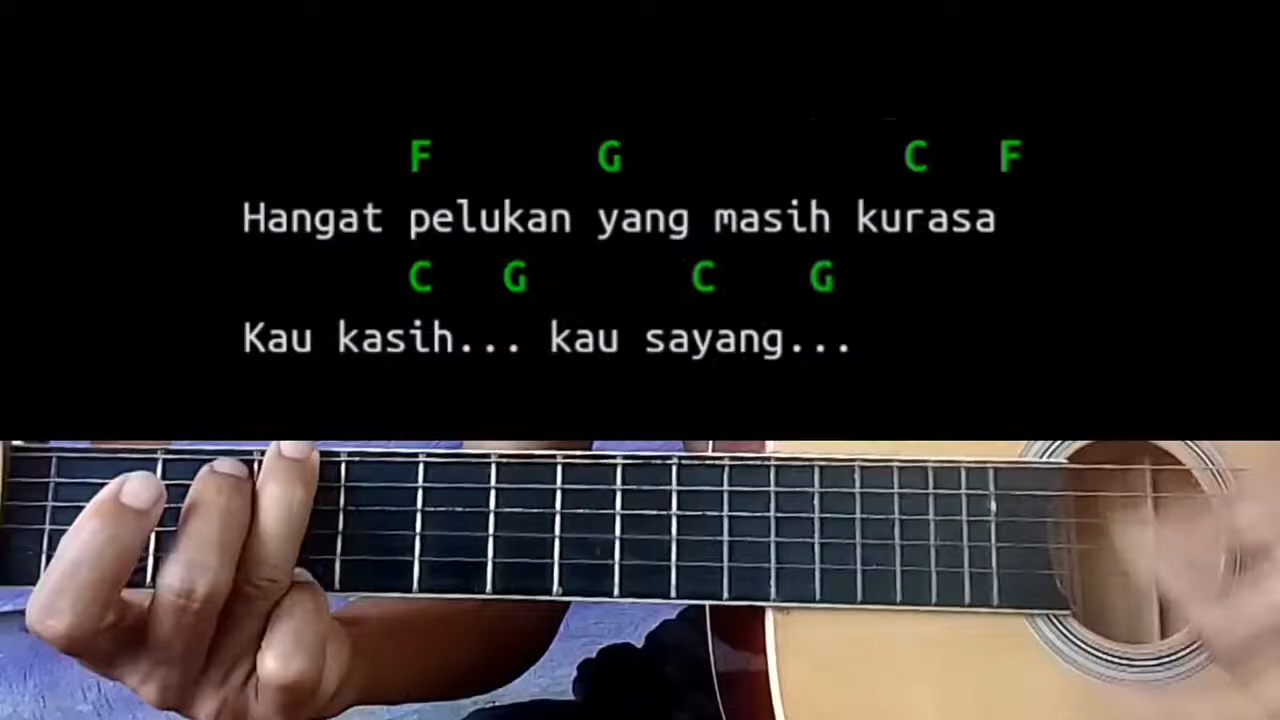 F G C F
Hangat pelukan yang masih kurasa
C G C G
Kau kasih... kau sayang...